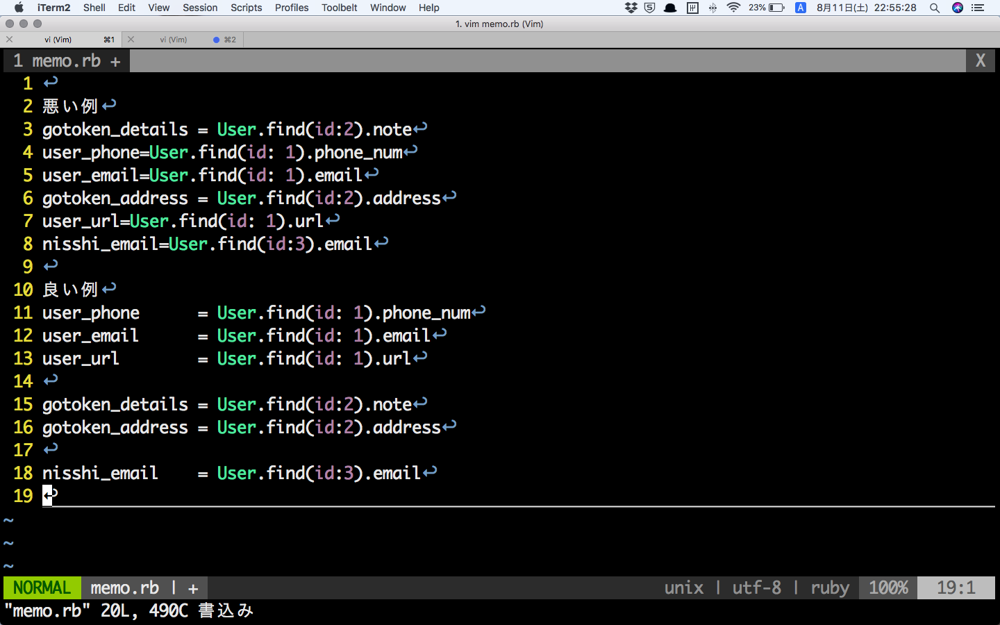 iTerm2 Shell Edit View Session Scripts Profiles Toolbelt Window Help 23% A 8月11日(土) 22:55:28
1. vim memo.rb (Vim)
vi (Vim) ⌘1 vi (Vim) ⌘2
1 memo.rb + X
1 ↩
2 悪い例↩
3 gotoken_details = User.find(id:2).note↩
4 user_phone=User.find(id: 1).phone_num↩
5 user_email=User.find(id: 1).email↩
6 gotoken_address = User.find(id:2).address↩
7 user_url=User.find(id: 1).url↩
8 nisshi_email=User.find(id:3).email↩
9 ↩
10 良い例↩
11 user_phone      = User.find(id: 1).phone_num↩
12 user_email      = User.find(id: 1).email↩
13 user_url        = User.find(id: 1).url↩
14 ↩
15 gotoken_details = User.find(id:2).note↩
16 gotoken_address = User.find(id:2).address↩
17 ↩
18 nisshi_email    = User.find(id:3).email↩
19 ↩
~
~
~
NORMAL memo.rb | + unix | utf-8 | ruby 100% 19:1
"memo.rb" 20L, 490C 書込み